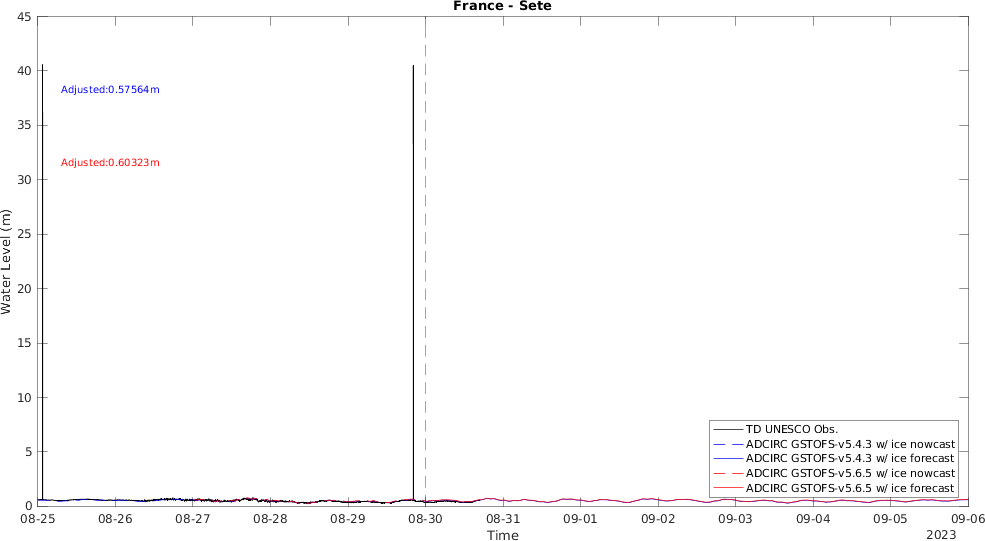 France - Sete
45
40
35
30
25
20
15
10
5
0
Water Level (m)
Adjusted:0.57564m
Adjusted:0.60323m
TD UNESCO Obs.
ADCIRC GSTOFS-v5.4.3 w/ ice nowcast
ADCIRC GSTOFS-v5.4.3 w/ ice forecast
ADCIRC GSTOFS-v5.6.5 w/ ice nowcast
ADCIRC GSTOFS-v5.6.5 w/ ice forecast
08-25 08-26 08-27 08-28 08-29 08-30 08-31 09-01 09-02 09-03 09-04 09-05 09-06
Time
2023